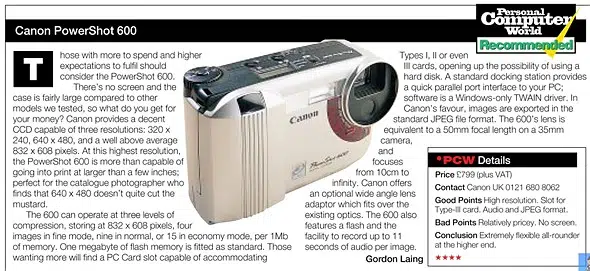 Canon PowerShot 600
Personal
Computer
World
Recommended
Those with more to spend and higher
expectations to fulfil should
consider the PowerShot 600.
There's no screen and the
case is fairly large compared to other
models we tested, so what do you get for
your money? Canon provides a decent
CCD capable of three resolutions: 320 x
240, 640 x 480, and a well above average
832 x 608 pixels. At this highest resolution,
the PowerShot 600 is more than capable of
going into print at larger than a few inches;
perfect for the catalogue photographer who
finds that 640 x 480 doesn't quite cut the
mustard.
The 600 can operate at three levels of
compression, storing at 832 x 608 pixels, four
images in fine mode, nine in normal, or 15 in economy mode, per 1Mb
of memory. One megabyte of flash memory is fitted as standard. Those
wanting more will find a PC Card slot capable of accommodating
Canon
PowerShot 600
Types I, II or even
III cards, opening up the possibility of using a
hard disk. A standard docking station provides
a quick parallel port interface to your PC;
software is a Windows-only TWAIN driver. In
Canon's favour, images are exported in the
standard JPEG file format. The 600's lens is
equivalent to a 50mm focal length on a 35mm
camera,
and
focuses
from 10cm to
infinity. Canon offers
an optional wide angle lens
adaptor which fits over the
existing optics. The 600 also
features a flash and the
facility to record up to 11
seconds of audio per image.
Gordon Laing
PCW Details
Price £799 (plus VAT)
Contact Canon UK 0121 680 8062
Good Points High resolution. Slot for
Type-III card. Audio and JPEG format.
Bad Points Relatively pricey. No screen.
Conclusion Extremely flexible all-rounder
at the higher end.
★★★★